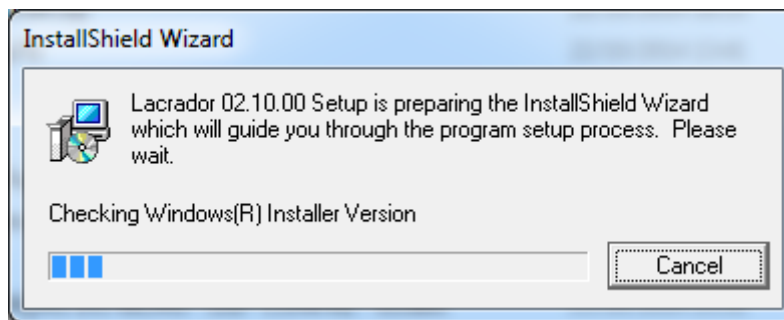 InstallShield Wizard
Lacrador 02.10.00 Setup is preparing the InstallShield Wizard
which will guide you through the program setup process.  Please
wait.
Checking Windows(R) Installer Version
Cancel